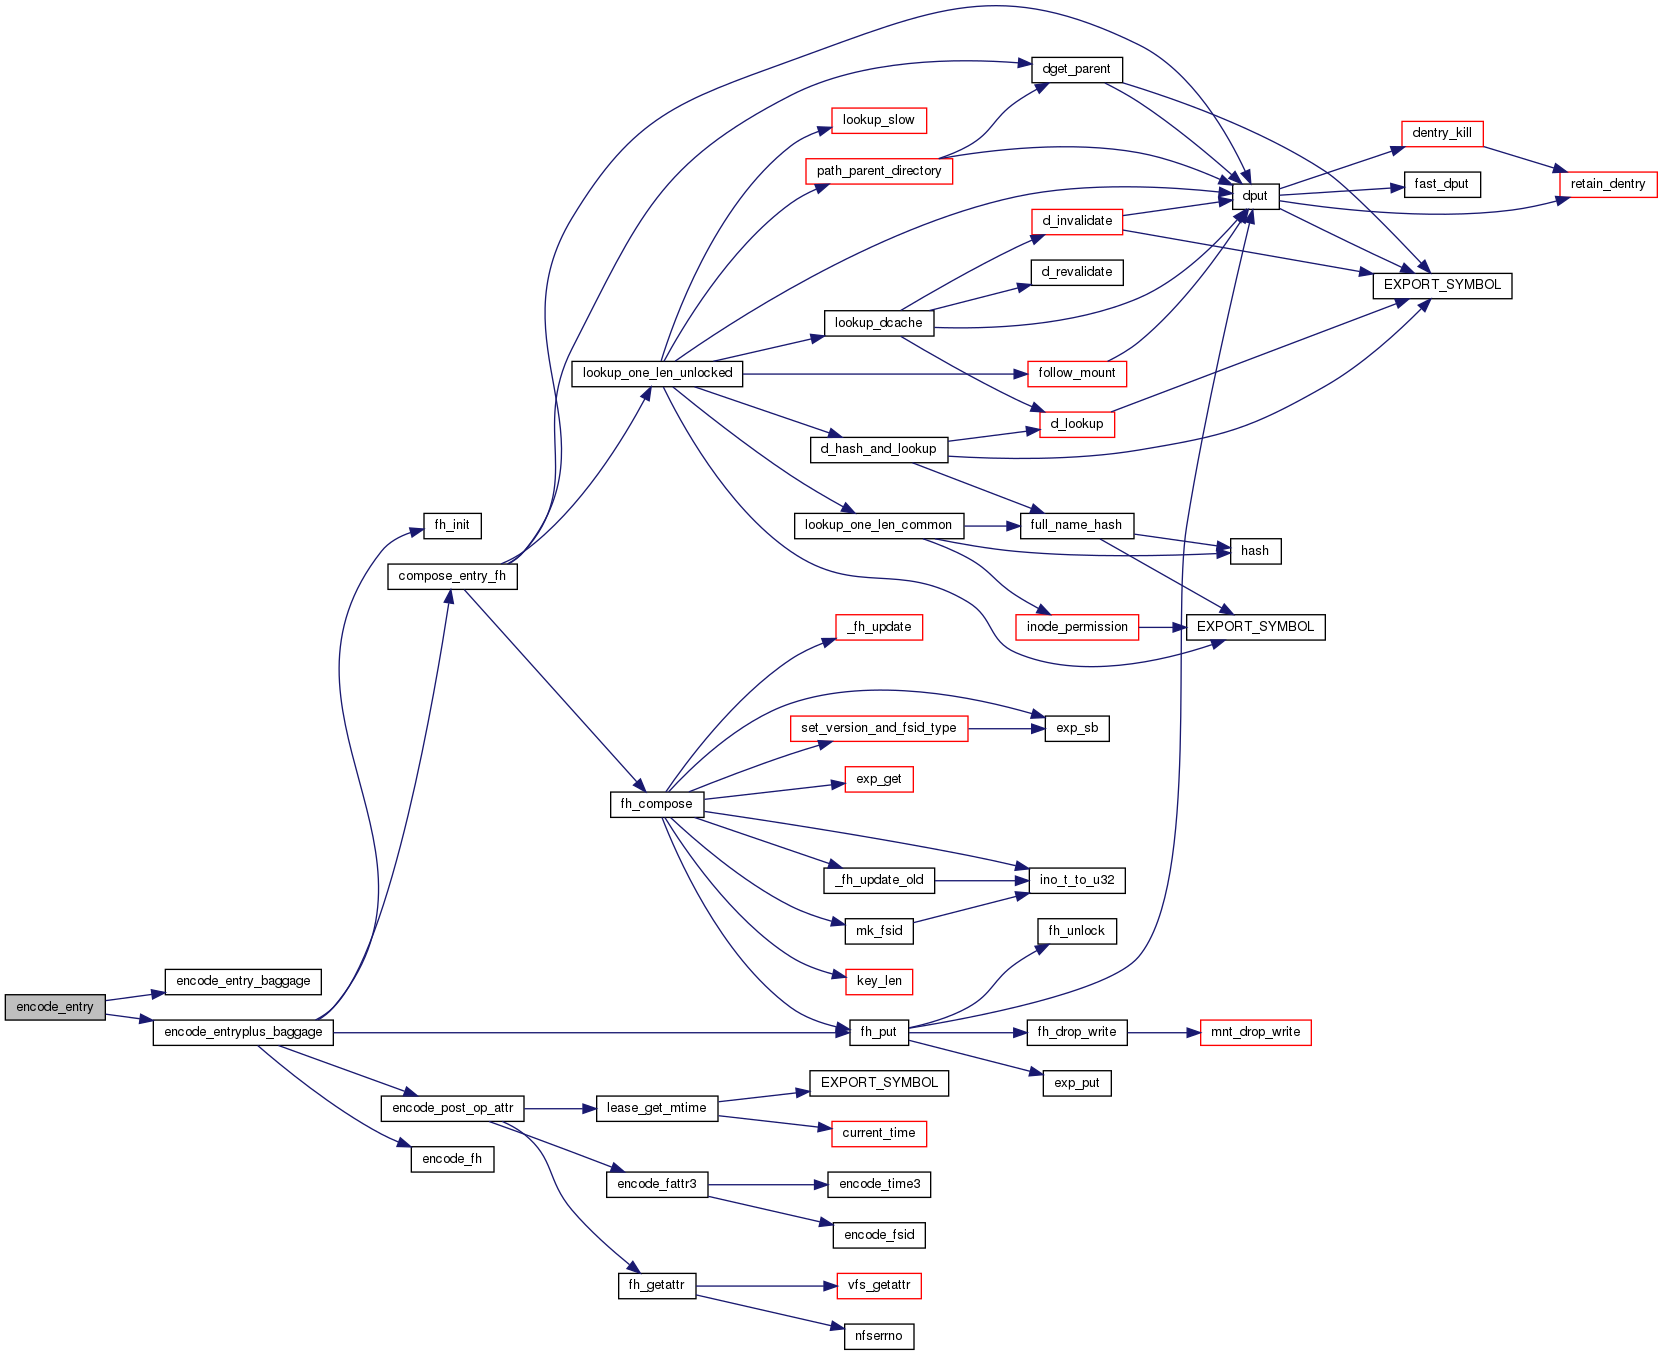 dget_parent
lookup_slow
dentry_kill
path_parent_directory
fast_dput
retain_dentry
dput
d_invalidate
d_revalidate
EXPORT_SYMBOL
lookup_dcache
lookup_one_len_unlocked
follow_mount
d_lookup
d_hash_and_lookup
fh_init
lookup_one_len_common
full_name_hash
hash
compose_entry_fh
_fh_update
inode_permission
EXPORT_SYMBOL
set_version_and_fsid_type
exp_sb
exp_get
fh_compose
_fh_update_old
ino_t_to_u32
mk_fsid
fh_unlock
encode_entry_baggage
key_len
encode_entry
encode_entryplus_baggage
fh_put
fh_drop_write
mnt_drop_write
EXPORT_SYMBOL
exp_put
encode_post_op_attr
lease_get_mtime
current_time
encode_fh
encode_fattr3
encode_time3
encode_fsid
fh_getattr
vfs_getattr
nfserrno